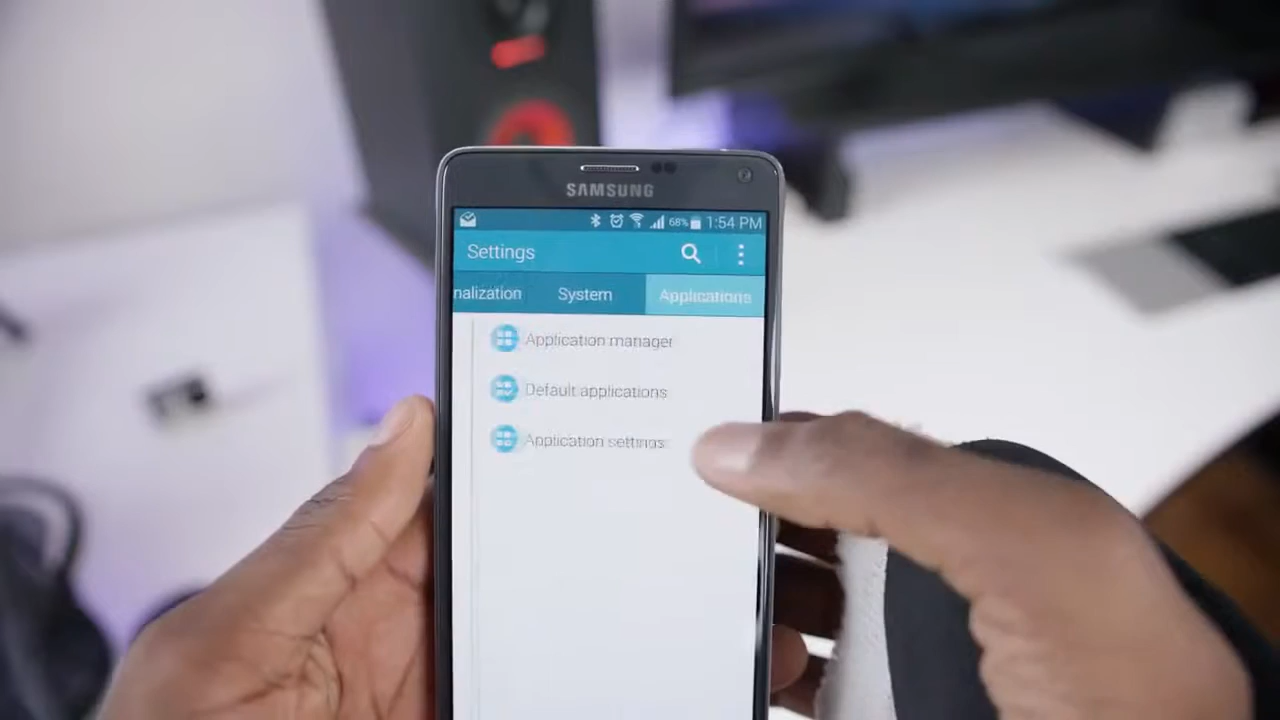 SAMSUNG
68% 1:54 PM
Settings
nalization System Applications
Application manager
Default applications
Application settings